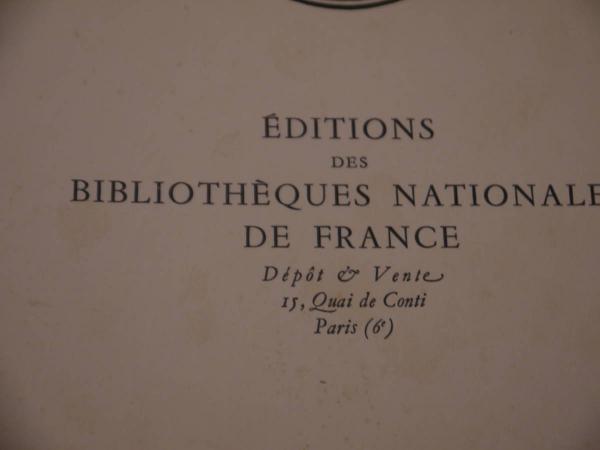 ÉDITIONS
DES
BIBLIOTHÈQUES NATIONALE
DE FRANCE
Dépôt & Vente
15, Quai de Conti
Paris (6e)